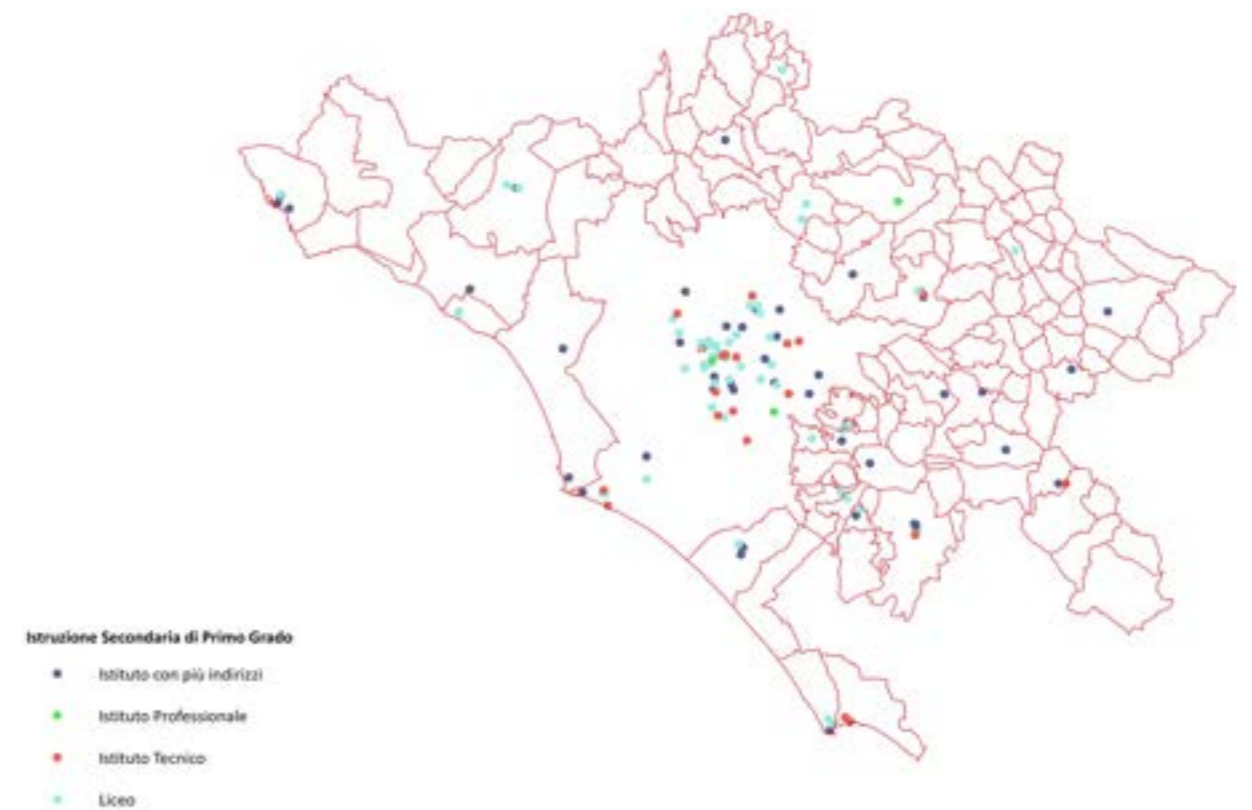 Istruzione Secondaria di Primo Grado
Istituto con più indirizzi
Istituto Professionale
Istituto Tecnico
Liceo